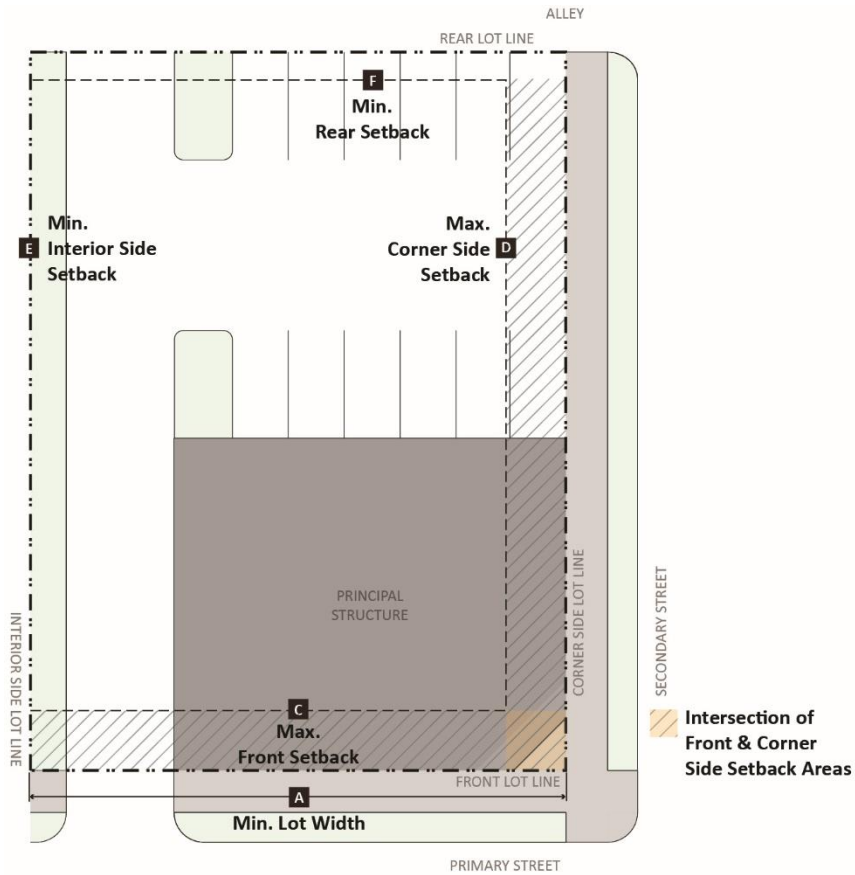 ALLEY
REAR LOT LINE
F
Min.
Rear Setback
E
Min.
Interior Side
Setback
Max.
Corner Side
Setback
D
PRINCIPAL
STRUCTURE
INTERIOR SIDE LOT LINE
CORNER SIDE LOT LINE
SECONDARY STREET
C
Max.
Front Setback
Intersection of
Front & Corner
Side Setback Areas
FRONT LOT LINE
A
Min. Lot Width
PRIMARY STREET